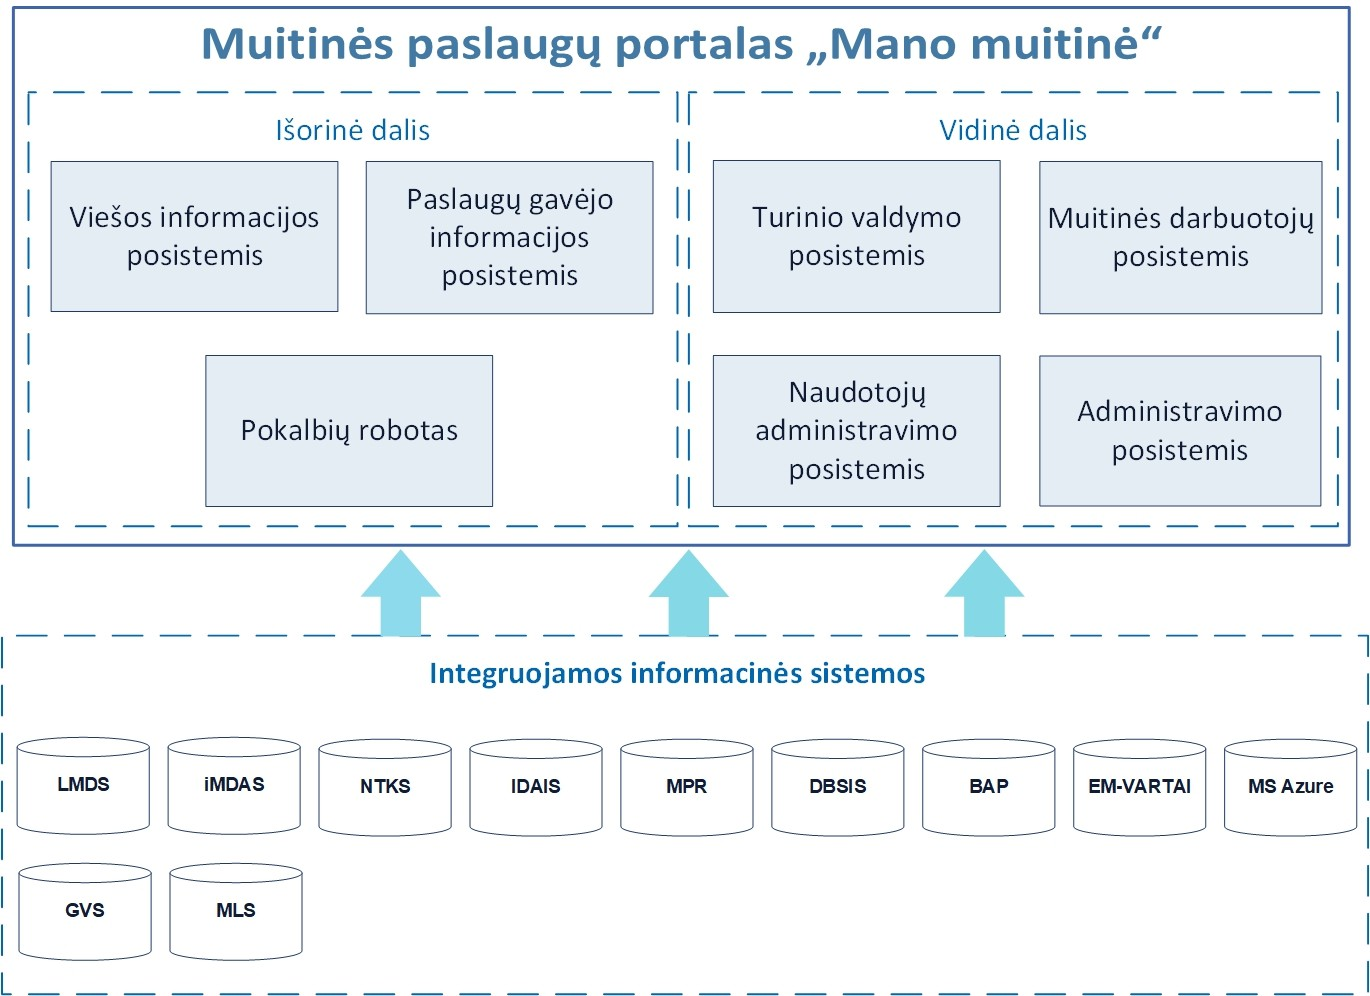 Muitinės paslaugų portalas „Mano muitinė“
Išorinė dalis
Viešos informacijos
posistemis
Paslaugų gavėjo
informacijos
posistemis
Pokalbių robotas
Vidinė dalis
Turinio valdymo
posistemis
Muitinės darbuotojų
posistemis
Naudotojų
administravimo
posistemis
Administravimo
posistemis
Integruojamos informacinės sistemos
LMDS
iMDAS
NTKS
IDAIS
MPR
DBSIS
BAP
EM-VARTAI
MS Azure
GVS
MLS